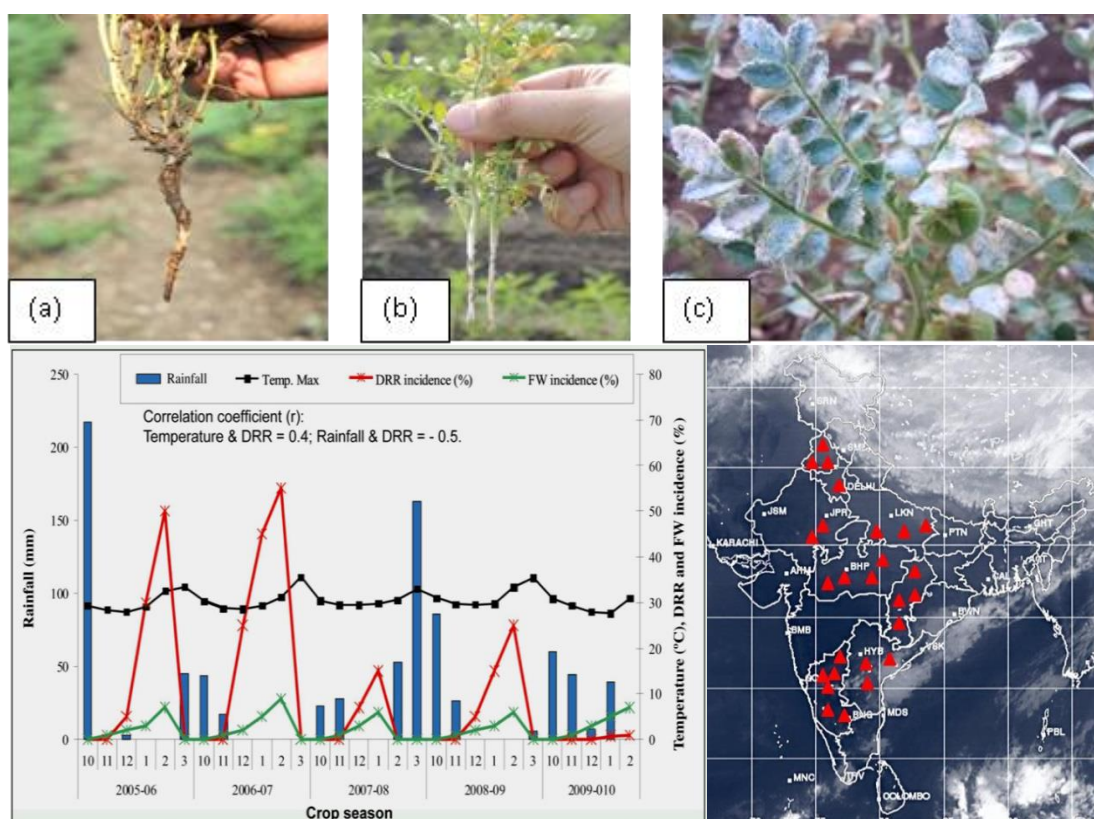 (a)
(b)
(c)
250
200
150
100
50
0
80
70
60
50
40
30
20
10
0
Rainfall
Temp. Max
DRR incidence (%)
FW incidence (%)
Correlation coefficient (r):
Temperature & DRR = 0.4; Rainfall & DRR = - 0.5.
Rainfall (mm)
Temperature (°C), DRR and FW incidence (%)
10 11 12 1 2 3 10 11 12 1 2 3 10 11 12 1 2 3 10 11 12 1 2 3 10 11 12 1 2
2005-06 2006-07 2007-08 2008-09 2009-010
Crop season
SRN
DELHI
JSM
JPR
LKN
PTN
GHT
KARACHI
AHM
BHP
CAL
AGT
BWN
BMB
VSK
HYB
BNG
MDS
PBL
MNC
TRV
COLOMBO